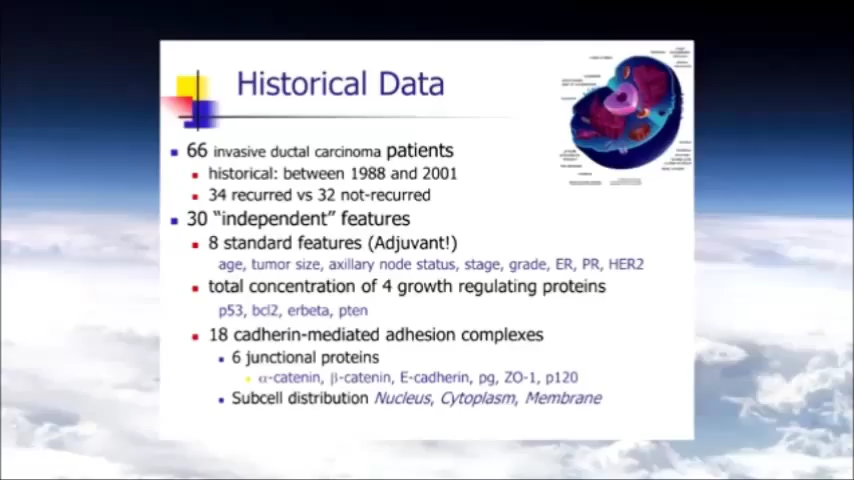 Historical Data
66 invasive ductal carcinoma patients
historical: between 1988 and 2001
34 recurred vs 32 not-recurred
30 “independent” features
8 standard features (Adjuvant!)
age, tumor size, axillary node status, stage, grade, ER, PR, HER2
total concentration of 4 growth regulating proteins
p53, bcl2, erbeta, pten
18 cadherin-mediated adhesion complexes
6 junctional proteins
α-catenin, β-catenin, E-cadherin, pg, ZO-1, p120
Subcell distribution Nucleus, Cytoplasm, Membrane